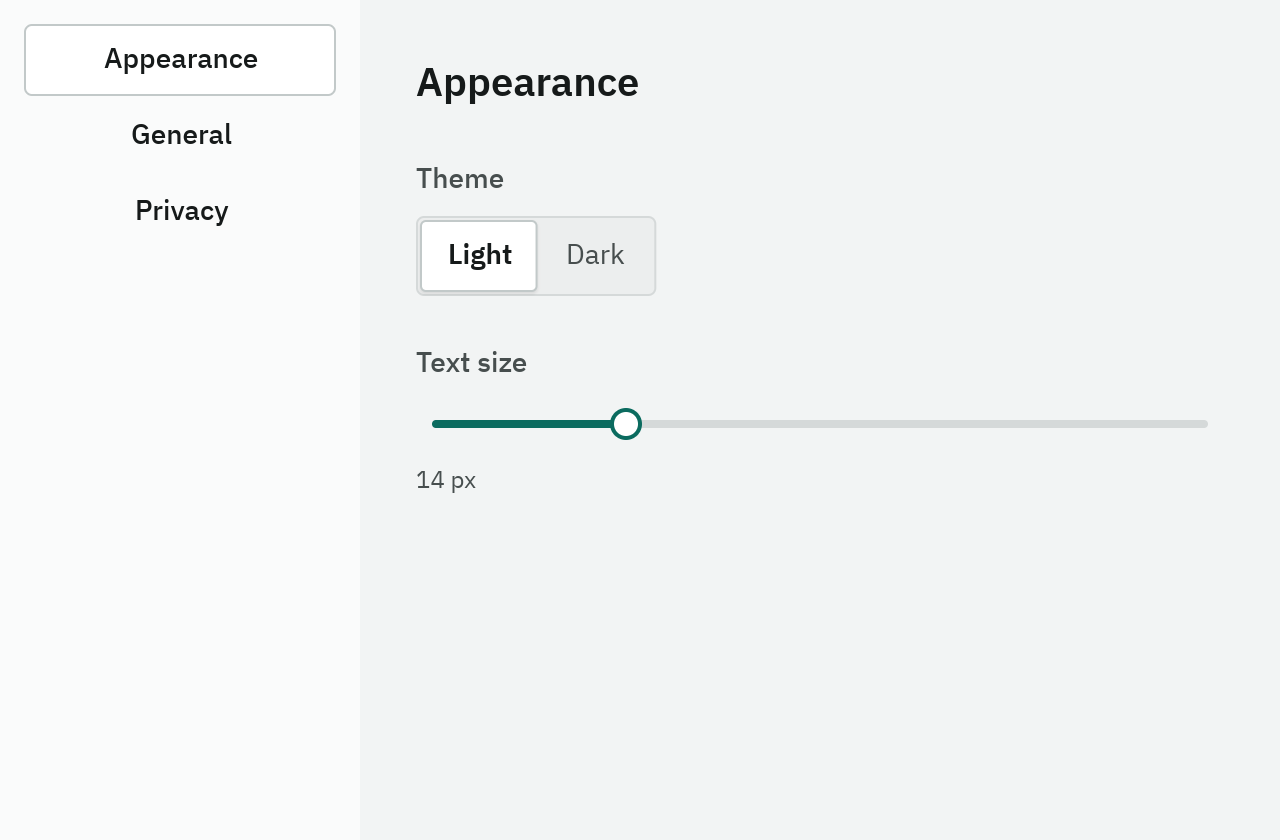 Appearance
General
Privacy
Appearance
Theme
Light Dark
Text size
14 px